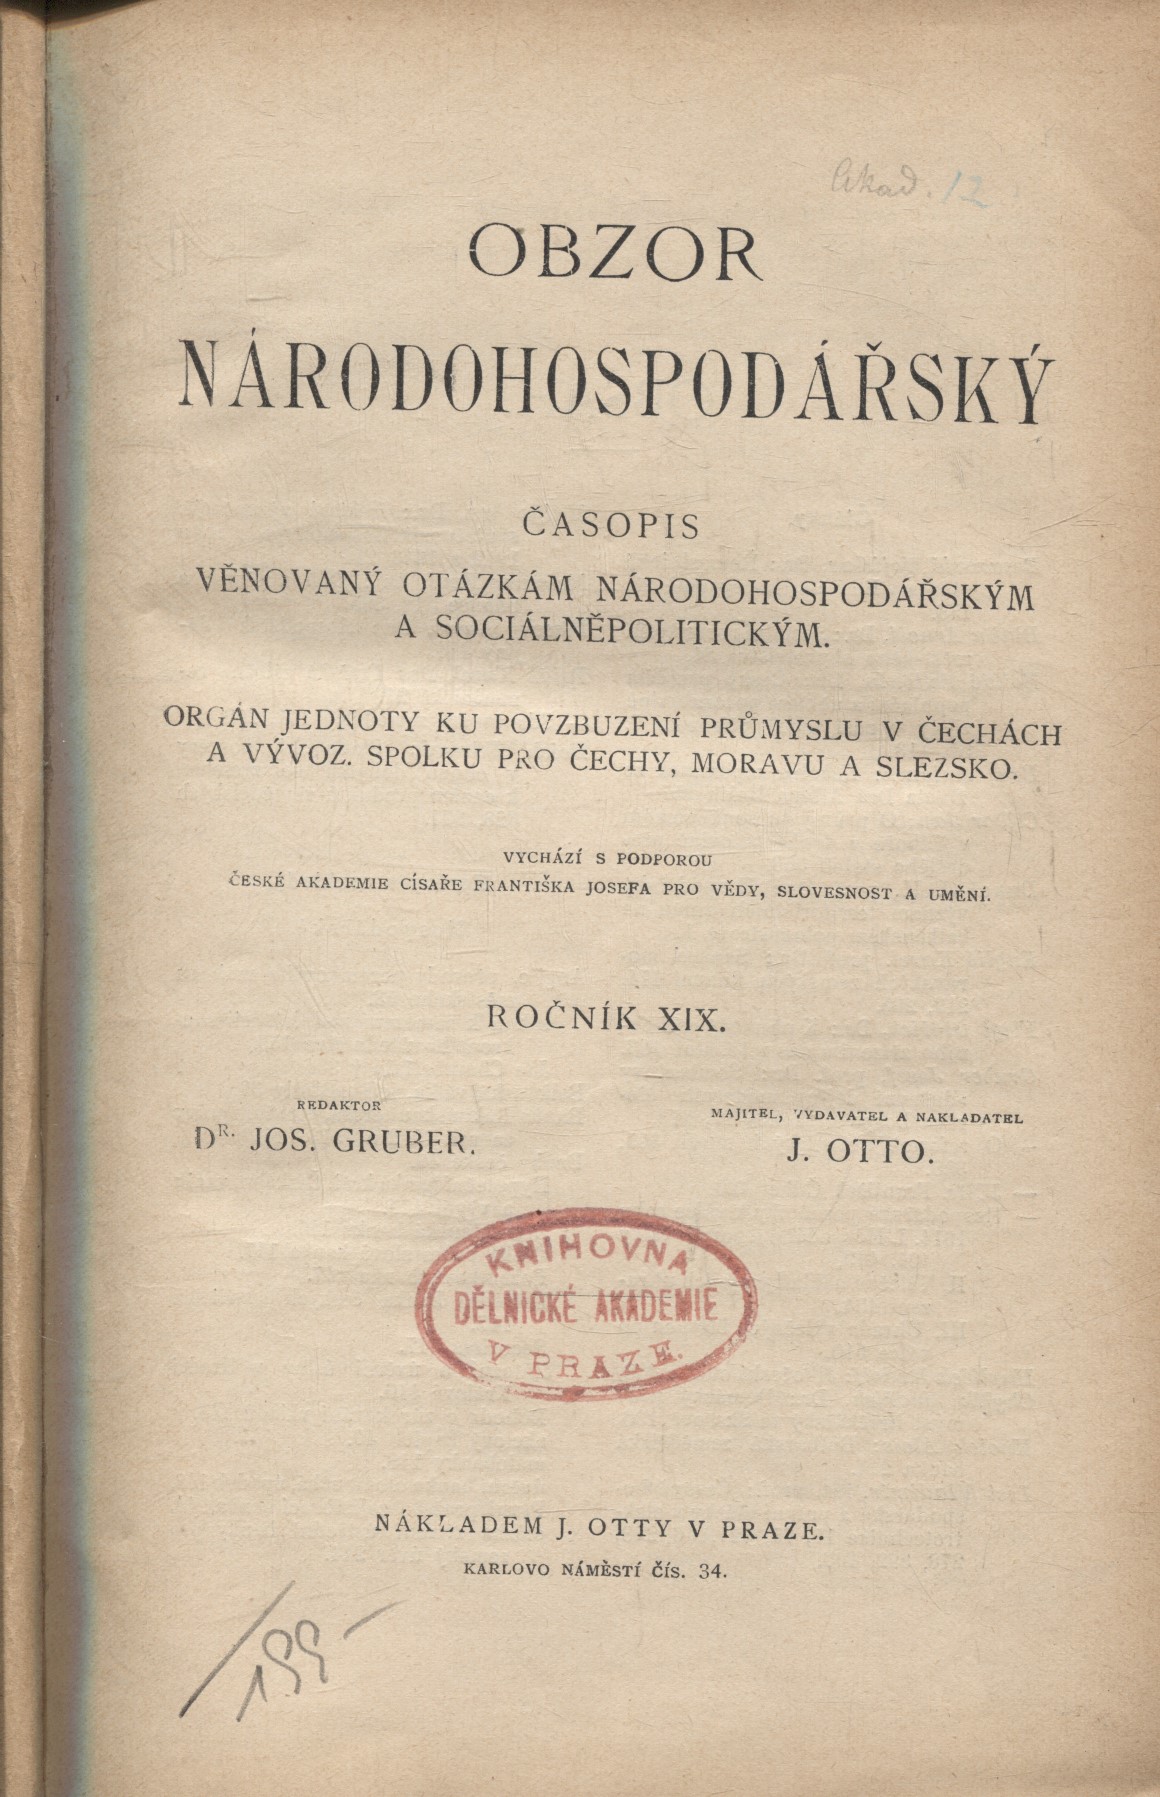 Akad. 12
OBZOR
NÁRODOHOSPODÁŘSKÝ
ČASOPIS
VĚNOVANÝ OTÁZKÁM NÁRODOHOSPODÁŘSKÝM
A SOCIÁLNĚPOLITICKÝM.
ORGÁN JEDNOTY KU POVZBUZENÍ PRŮMYSLU V ČECHÁCH
A VÝVOZ. SPOLKU PRO ČECHY, MORAVU A SLEZSKO.
VYCHÁZÍ S PODPOROU
ČESKÉ AKADEMIE CÍSAŘE FRANTIŠKA JOSEFA PRO VĚDY, SLOVESNOST A UMĚNÍ.
ROČNÍK XIX.
REDAKTOR
DR. JOS. GRUBER.
MAJITEL, VYDAVATEL A NAKLADATEL
J. OTTO.
KNIHOVNA
DĚLNICKÉ AKADEMIE
V PRAZE.
NÁKLADEM J. OTTY V PRAZE.
KARLOVO NÁMĚSTÍ ČÍS. 34.
199-